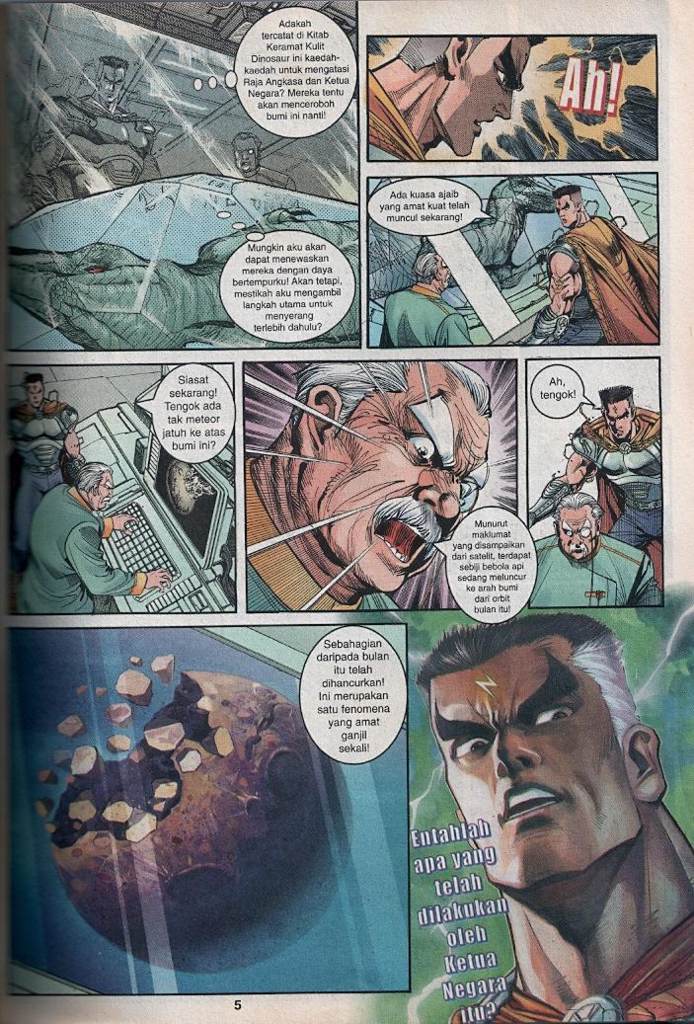 Adakah
tercatat di Kitab
Keramat Kulit
Dinosaur ini kaedah-
kaedah untuk mengatasi
Raja Angkasa dan Ketua
Negara? Mereka tentu
akan menceroboh
bumi ini nanti!
Mungkin aku akan
dapat menewaskan
mereka dengan daya
bertempurku! Akan tetapi,
mestikah aku mengambil
langkah utama untuk
menyerang
terlebih dahulu?
Ah!
Ada kuasa ajaib
yang amat kuat telah
muncul sekarang!
Siasat
sekarang!
Tengok ada
tak meteor
jatuh ke atas
bumi ini?
Munurut
maklumat
yang disampaikan
dari satelit, terdapat
sebiji bebola api
sedang meluncur
ke arah bumi
dari orbit
bulan itu!
Ah,
tengok!
Sebahagian
daripada bulan
itu telah
dihancurkan!
Ini merupakan
satu fenomena
yang amat
ganjil
sekali!
Entahlah
apa yang
telah
dilakukan
oleh
Ketua
Negara
itu?
5